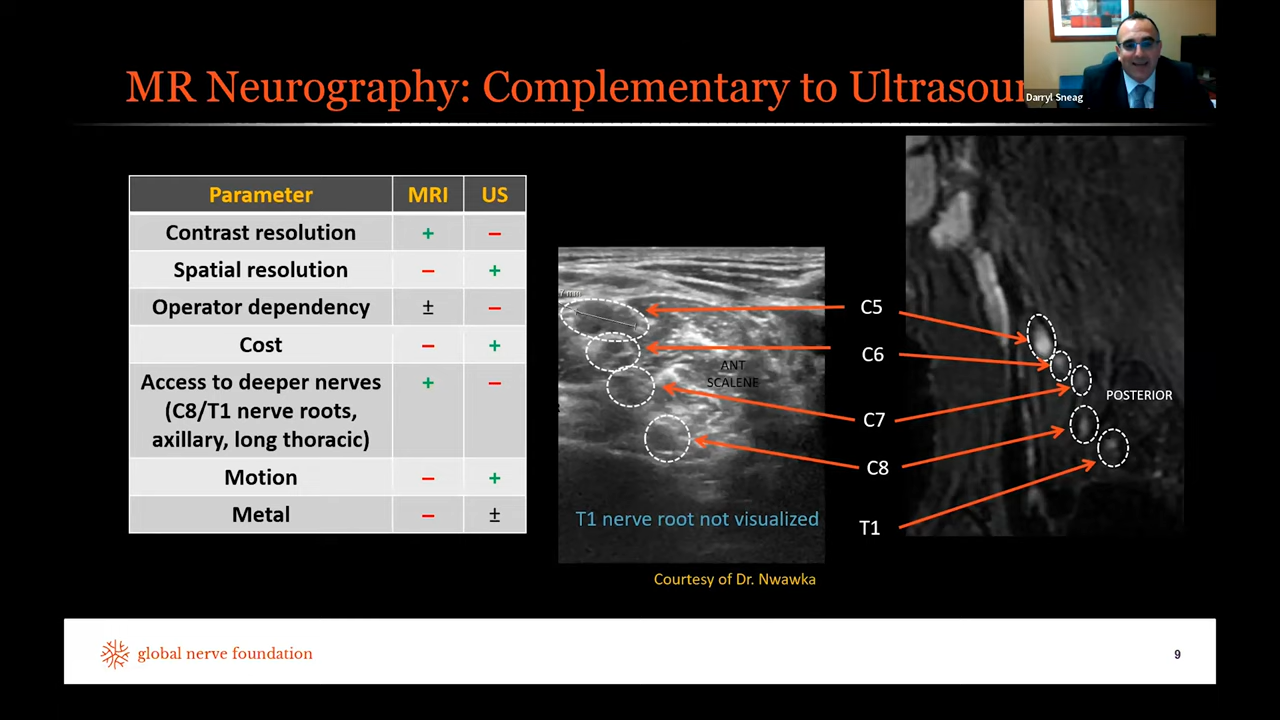 MR Neurography: Complementary to Ultrasoun
Darryl Sneag
Parameter MRI US
Contrast resolution + –
Spatial resolution – +
Operator dependency ± –
Cost – +
Access to deeper nerves + –
(C8/T1 nerve roots,
axillary, long thoracic)
Motion – +
Metal – ±
7 mm
ANT
SCALENE
T1 nerve root not visualized
Courtesy of Dr. Nwawka
C5
C6
C7
C8
T1
POSTERIOR
global nerve foundation
9